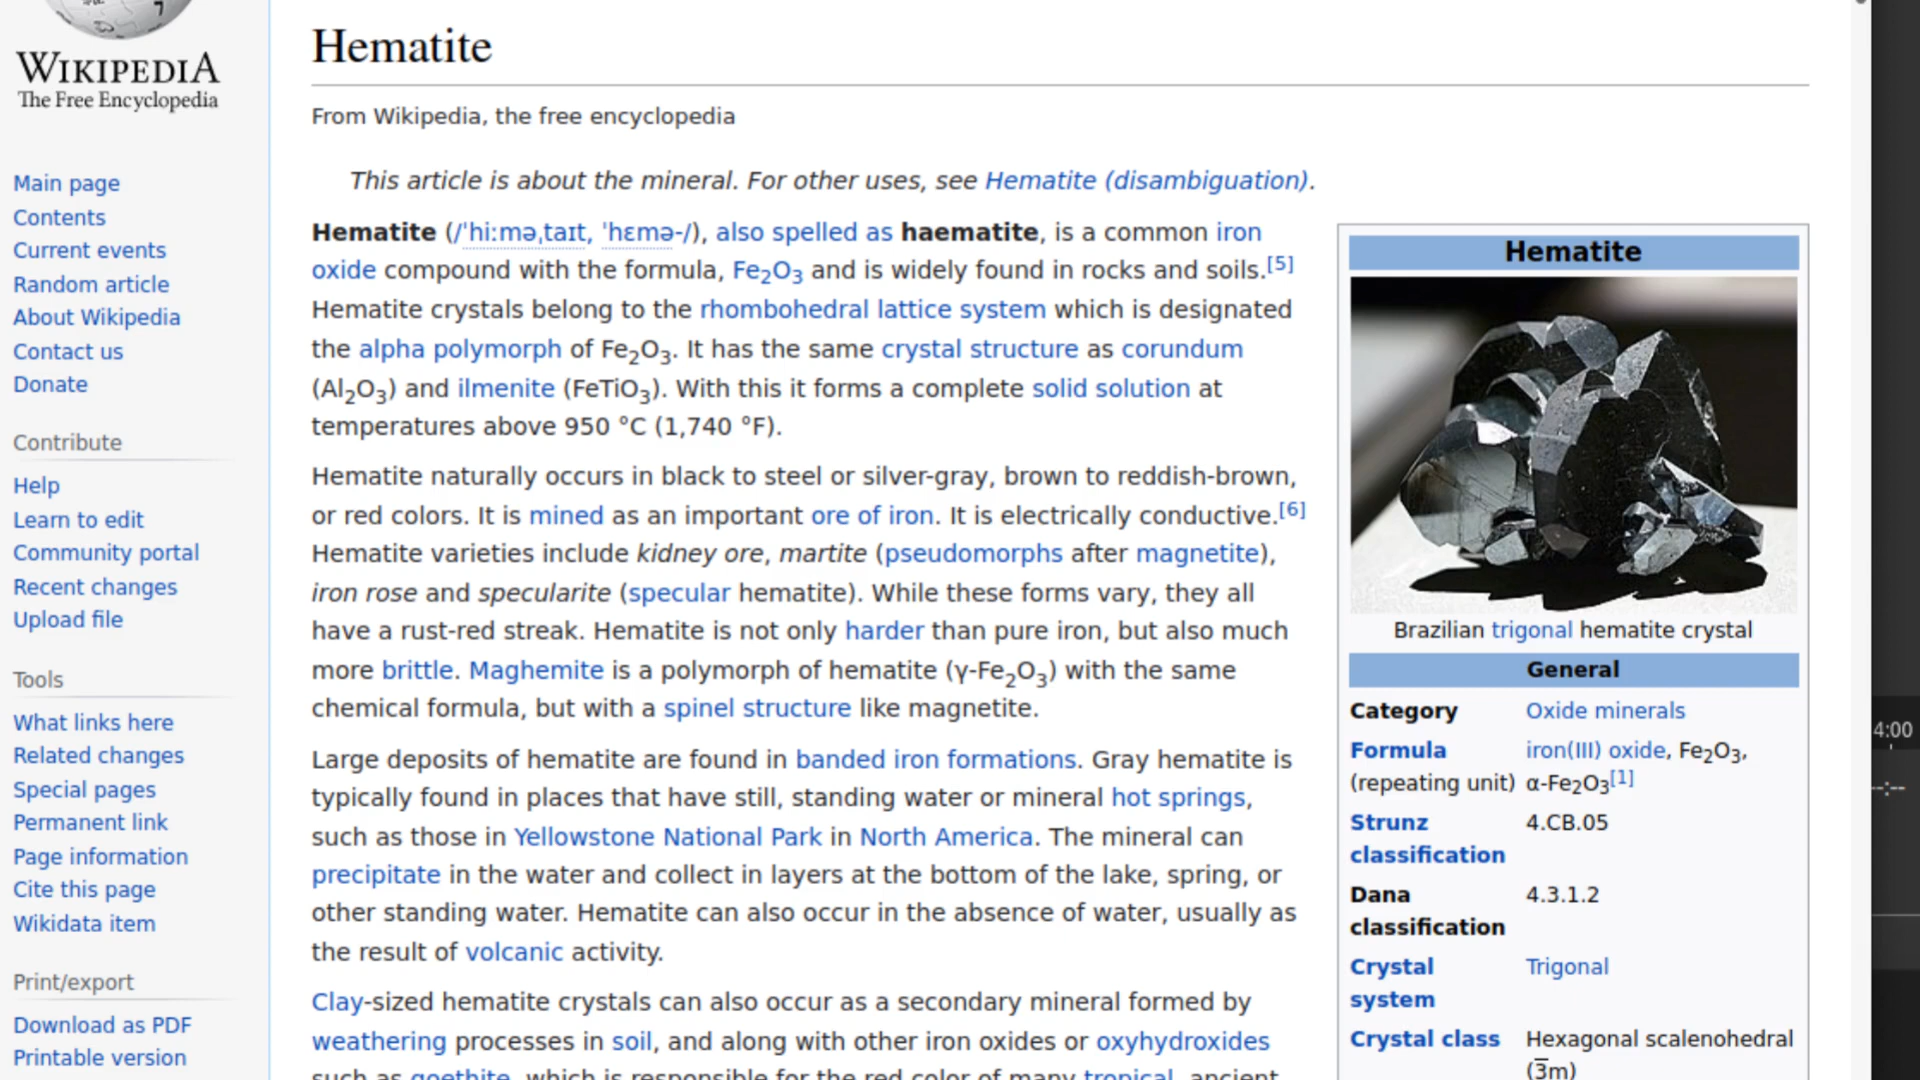 WIKIPEDIA
The Free Encyclopedia
Main page
Contents
Current events
Random article
About Wikipedia
Contact us
Donate
Contribute
Help
Learn to edit
Community portal
Recent changes
Upload file
Tools
What links here
Related changes
Special pages
Permanent link
Page information
Cite this page
Wikidata item
Print/export
Download as PDF
Printable version
Hematite
From Wikipedia, the free encyclopedia
This article is about the mineral. For other uses, see Hematite (disambiguation).
Hematite (/ˈhiːməˌtaɪt, ˈhɛmə-/), also spelled as haematite, is a common iron
oxide compound with the formula, Fe₂O₃ and is widely found in rocks and soils.[5]
Hematite crystals belong to the rhombohedral lattice system which is designated
the alpha polymorph of Fe₂O₃. It has the same crystal structure as corundum
(Al₂O₃) and ilmenite (FeTiO₃). With this it forms a complete solid solution at
temperatures above 950 °C (1,740 °F).
Hematite naturally occurs in black to steel or silver-gray, brown to reddish-brown,
or red colors. It is mined as an important ore of iron. It is electrically conductive.[6]
Hematite varieties include kidney ore, martite (pseudomorphs after magnetite),
iron rose and specularite (specular hematite). While these forms vary, they all
have a rust-red streak. Hematite is not only harder than pure iron, but also much
more brittle. Maghemite is a polymorph of hematite (γ-Fe₂O₃) with the same
chemical formula, but with a spinel structure like magnetite.
Large deposits of hematite are found in banded iron formations. Gray hematite is
typically found in places that have still, standing water or mineral hot springs,
such as those in Yellowstone National Park in North America. The mineral can
precipitate in the water and collect in layers at the bottom of the lake, spring, or
other standing water. Hematite can also occur in the absence of water, usually as
the result of volcanic activity.
Clay-sized hematite crystals can also occur as a secondary mineral formed by
weathering processes in soil, and along with other iron oxides or oxyhydroxides
such as goethite, which is responsible for the red color of many tropical, ancient,
Hematite
Brazilian trigonal hematite crystal
General
Category Oxide minerals
Formula iron(III) oxide, Fe₂O₃,
(repeating unit) α-Fe₂O₃[1]
Strunz 4.CB.05
classification
Dana 4.3.1.2
classification
Crystal Trigonal
system
Crystal class Hexagonal scalenohedral
(3̅m)
4:00
--:--